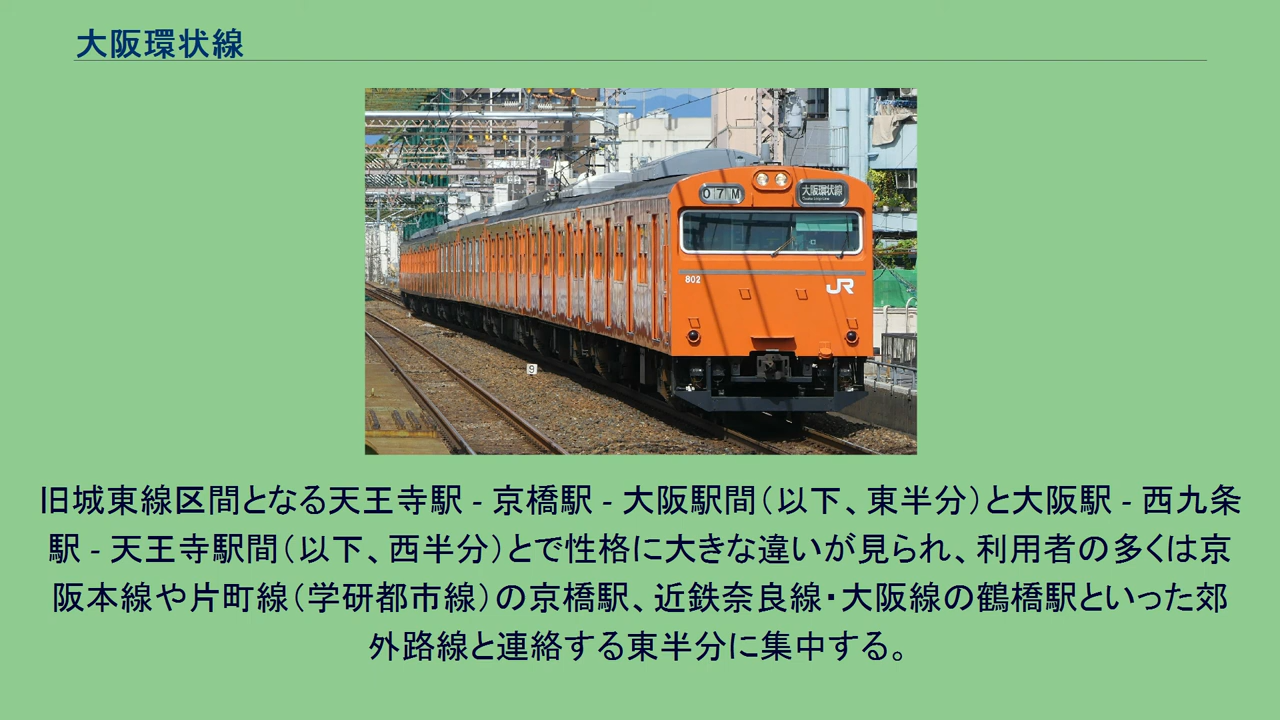 大阪環状線
O7M
大阪環状線
802
JR
9
旧城東線区間となる天王寺駅 - 京橋駅 - 大阪駅間（以下、東半分）と大阪駅 - 西九条
駅 - 天王寺駅間（以下、西半分）とで性格に大きな違いが見られ、利用者の多くは京
阪本線や片町線（学研都市線）の京橋駅、近鉄奈良線・大阪線の鶴橋駅といった郊
外路線と連絡する東半分に集中する。